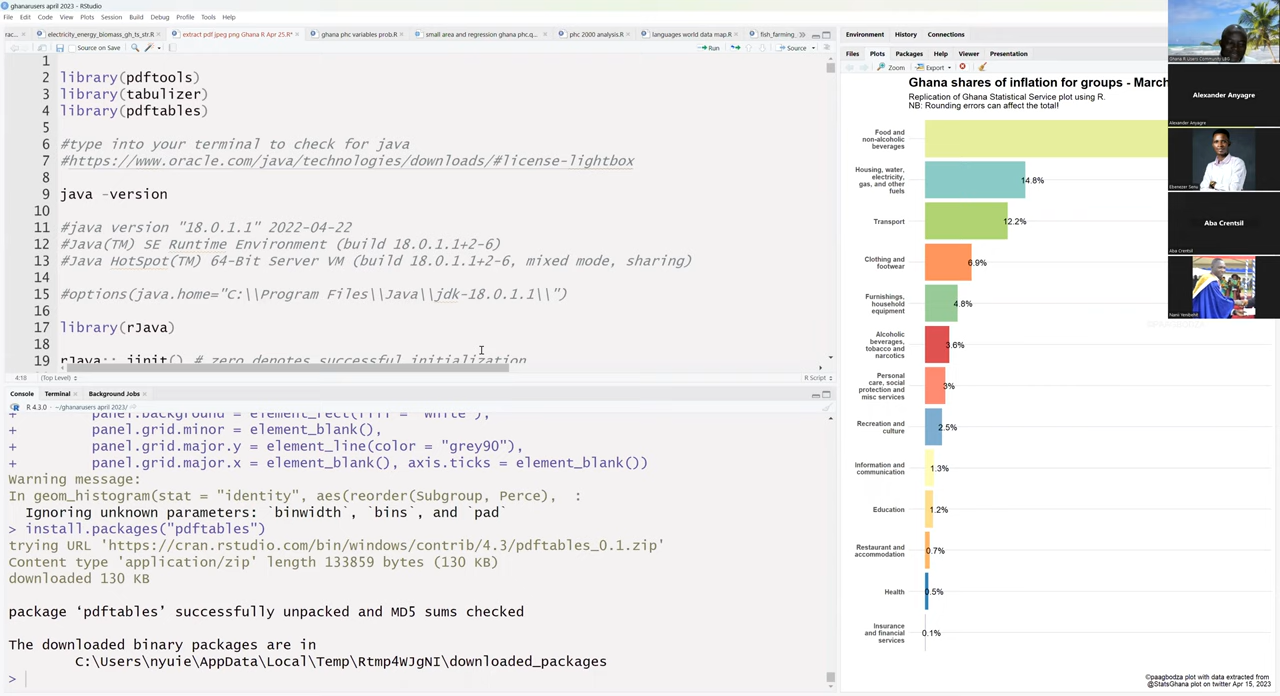 ghanarusers april 2023 - RStudio
File Edit Code View Plots Session Build Debug Profile Tools Help
electricity_energy_biomass_gh_ts_str.R
extract pdf jpeg png Ghana R Apr 25.R*
ghana phc variables prob.R
small area and regression ghana phc.q...
phc 2000 analysis.R
languages world data map.R
fish_farming_
Source on Save
Run
Source
1
2 library(pdftools)
3 library(tabulizer)
4 library(pdftables)
5
6 #type into your terminal to check for java
7 #https://www.oracle.com/java/technologies/downloads/#license-lightbox
8
9 java -version
10
11 #java version "18.0.1.1" 2022-04-22
12 #Java(TM) SE Runtime Environment (build 18.0.1.1+2-6)
13 #Java HotSpot(TM) 64-Bit Server VM (build 18.0.1.1+2-6, mixed mode, sharing)
14
15 #options(java.home="C:\\Program Files\\Java\\jdk-18.0.1.1\\")
16
17 library(rJava)
18
19 rJava::.jinit() # zero denotes successful initialization
4:18 (Top Level) R Script
Console Terminal Background Jobs
R 4.3.0 · ~/ghanarusers april 2023/
+ panel.background = element_rect(fill = "white"),
+ panel.grid.minor = element_blank(),
+ panel.grid.major.y = element_line(color = "grey90"),
+ panel.grid.major.x = element_blank(), axis.ticks = element_blank())
Warning message:
In geom_histogram(stat = "identity", aes(reorder(Subgroup, Perce), :
Ignoring unknown parameters: `binwidth`, `bins`, and `pad`
> install.packages("pdftables")
trying URL 'https://cran.rstudio.com/bin/windows/contrib/4.3/pdftables_0.1.zip'
Content type 'application/zip' length 133859 bytes (130 KB)
downloaded 130 KB
package ‘pdftables’ successfully unpacked and MD5 sums checked
The downloaded binary packages are in
C:\Users\nyuie\AppData\Local\Temp\Rtmp4WJgNI\downloaded_packages
>
Environment History Connections
Files Plots Packages Help Viewer Presentation
Zoom Export
Ghana shares of inflation for groups - March
Replication of Ghana Statistical Service plot using R.
NB: Rounding errors can affect the total!
Food and
non-alcoholic
beverages
Housing, water,
electricity,
gas, and other
fuels
14.8%
Transport
12.2%
Clothing and
footwear
6.9%
Furnishings,
household
equipment
4.8%
Alcoholic
beverages,
tobacco and
narcotics
3.6%
Personal
care, social
protection and
misc services
3%
Recreation and
culture
2.5%
Information and
communication
1.3%
Education
1.2%
Restaurant and
accommodation
0.7%
Health
0.5%
Insurance
and financial
services
0.1%
©paagbodza plot with data extracted from
@StatsGhana on twitter Apr 15, 2023
Alexander Anyagre
Alexander Anyagre
Aba Crentsil
Aba Crentsil